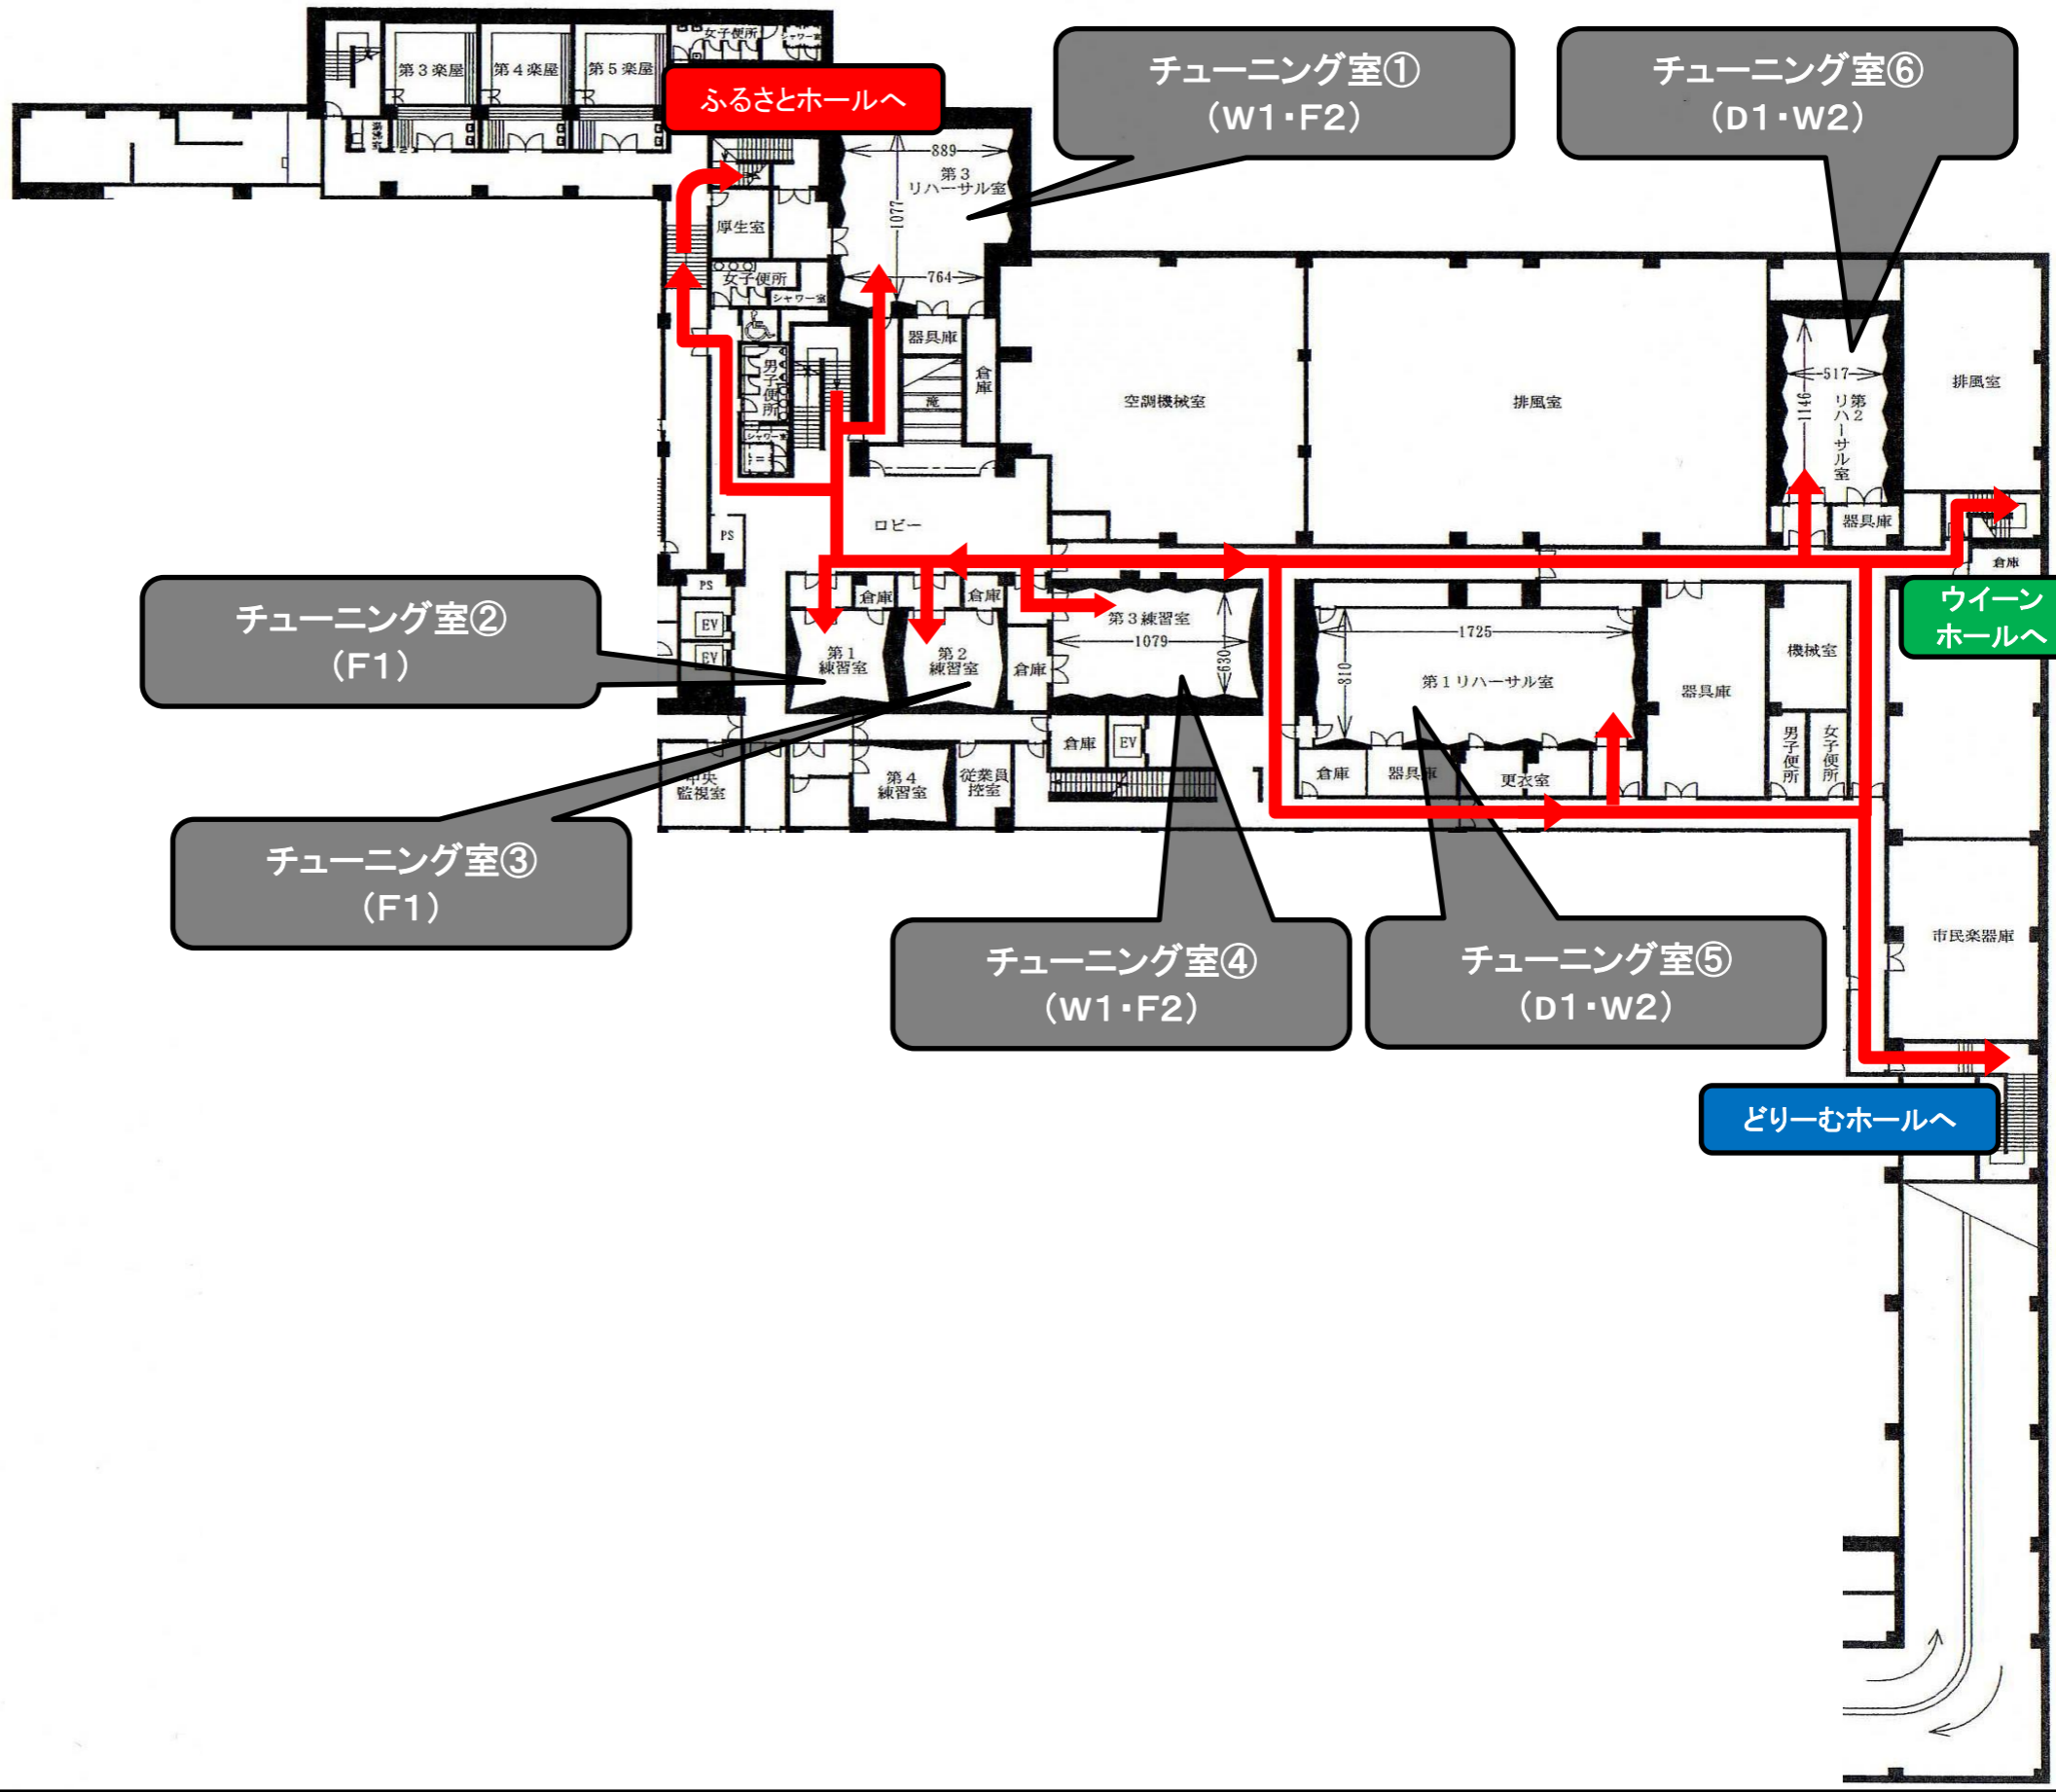 女子便所
シャワー室
第3楽屋
第4楽屋
第5楽屋
ふるさとホールへ
チューニング室①
(W1・F2)
チューニング室⑥
(D1・W2)
889
第3
リハーサル室
1077
764
厚生室
女子便所
シャワー室
器具庫
倉庫
滝
男子便所
シャワー室
空調機械室
排風室
517
1146
第2
リハーサル室
器具庫
排風室
ロビー
PS
PS
EV
EV
倉庫
倉庫
倉庫
ウイーン
ホールへ
チューニング室②
(F1)
第1
練習室
第2
練習室
倉庫
第3練習室
1079
630
1725
810
第1リハーサル室
器具庫
機械室
男子便所
女子便所
中央
監視室
第4
練習室
従業員
控室
倉庫
EV
倉庫
器具庫
更衣室
チューニング室③
(F1)
チューニング室④
(W1・F2)
チューニング室⑤
(D1・W2)
市民楽器庫
どりーむホールへ